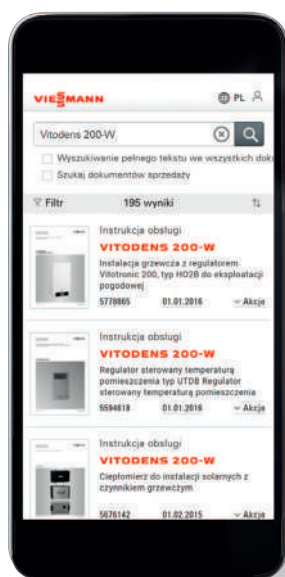 VIESMANN
PL
Vitodens 200-W
Wyszukiwanie pełnego tekstu we wszystkich doku
Szukaj dokumentów sprzedaży
Filtr 195 wyniki
Instrukcja obsługi
VITODENS 200-W
Instalacja grzewcza z regulatorem
Vitotronic 200, typ HO2B do eksploatacji
pogodowej
5778865 01.01.2016 Akcje
Instrukcja obsługi
VITODENS 200-W
Regulator sterowany temperaturą
pomieszczenia typ UTDB Regulator
sterowany temperaturą pomieszczenia
5594618 01.01.2016 Akcje
Instrukcja obsługi
VITODENS 200-W
Ciepłomierz do instalacji solarnych z
czynnikiem grzewczym
5676142 01.02.2015 Akcje